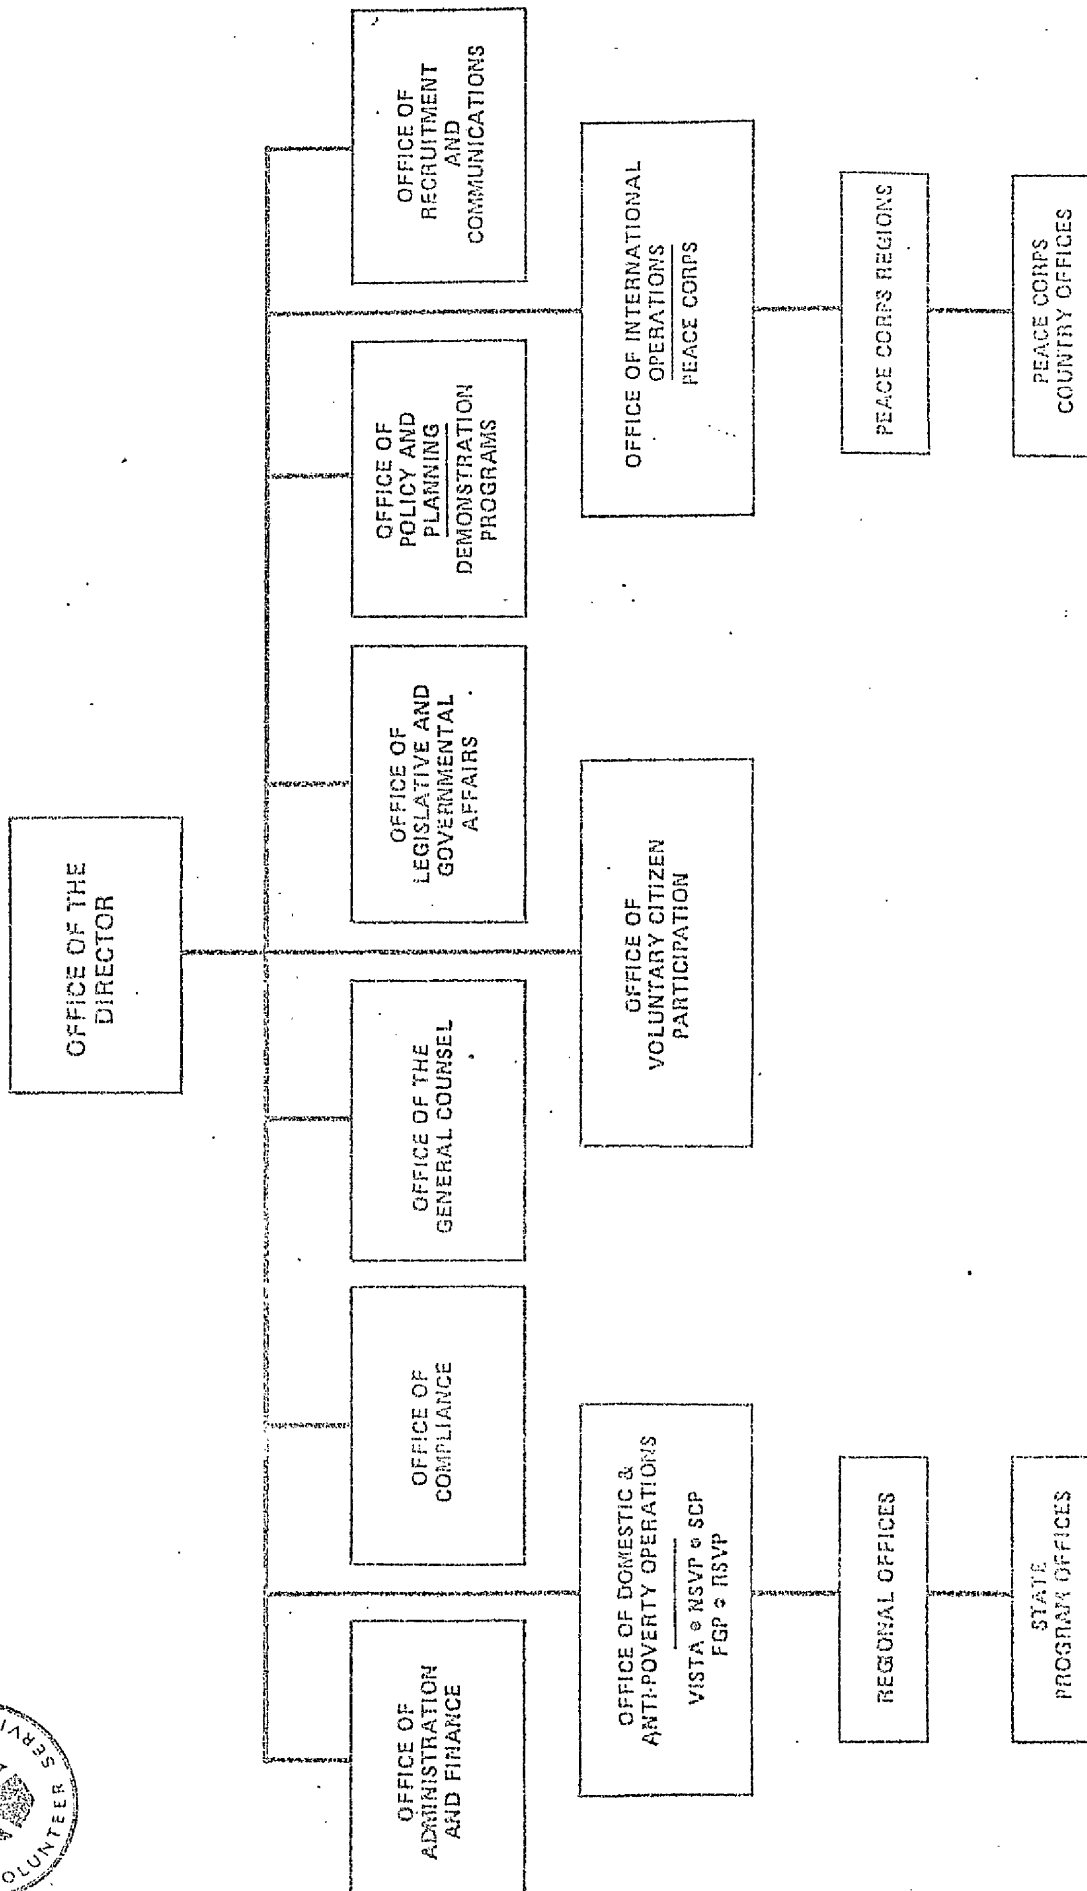 OFFICE OF THE
DIRECTOR
OFFICE OF
ADMINISTRATION
AND FINANCE
OFFICE OF
COMPLIANCE
OFFICE OF THE
GENERAL COUNSEL
OFFICE OF
LEGISLATIVE AND
GOVERNMENTAL
AFFAIRS
OFFICE OF
POLICY AND
PLANNING
DEMONSTRATION
PROGRAMS
OFFICE OF
RECRUITMENT
AND
COMMUNICATIONS
OFFICE OF DOMESTIC &
ANTI-POVERTY OPERATIONS
VISTA • NSVP • SCP
FGP • RSVP
OFFICE OF
VOLUNTARY CITIZEN
PARTICIPATION
OFFICE OF INTERNATIONAL
OPERATIONS
PEACE CORPS
REGIONAL OFFICES
PEACE CORPS REGIONS
STATE
PROGRAM OFFICES
PEACE CORPS
COUNTRY OFFICES
OLUNTEER SERVI